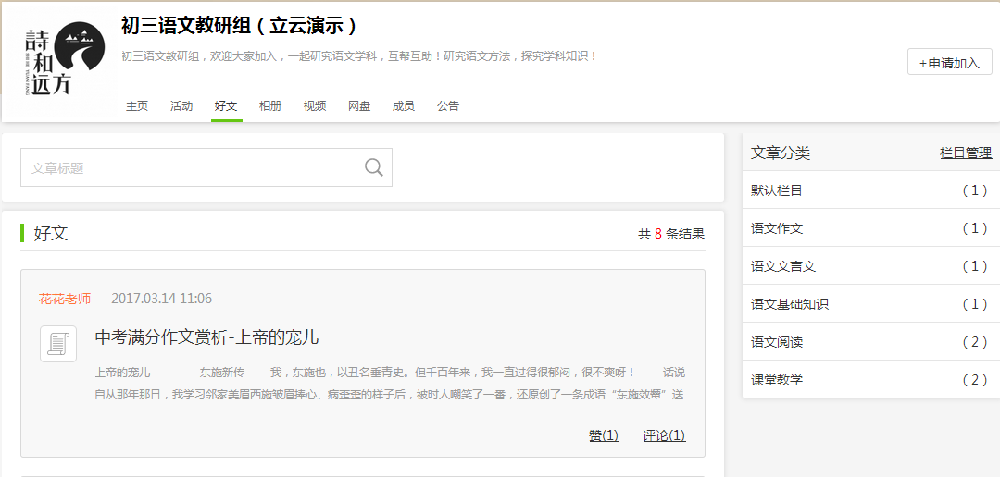 初三语文教研组（立云演示）
詩和远方
SHI HE YUAN FANG
初三语文教研组，欢迎大家加入，一起研究语文学科，互帮互助！研究语文方法，探究学科知识！
+申请加入
主页 活动 好文 相册 视频 网盘 成员 公告
文章标题
好文
共 8 条结果
花花老师 2017.03.14 11:06
中考满分作文赏析-上帝的宠儿
上帝的宠儿 ——东施新传 我，东施也，以丑名垂青史。但千百年来，我一直过得很郁闷，很不爽呀！ 话说
自从那年那日，我学习邻家美眉西施皱眉捧心、病歪歪的样子后，被时人嘲笑了一番，还原创了一条成语“东施效颦”送
赞(1) 评论(1)
文章分类 栏目管理
默认栏目 （1）
语文作文 （1）
语文文言文 （1）
语文基础知识 （1）
语文阅读 （2）
课堂教学 （2）